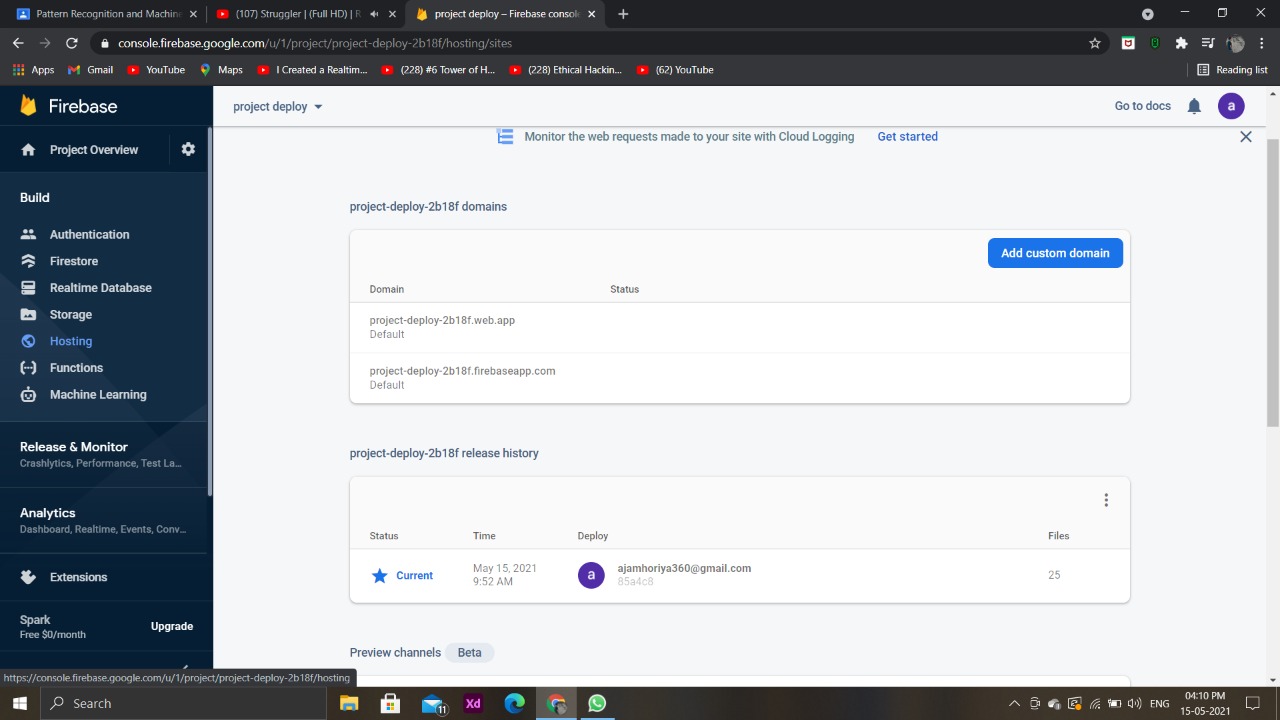 Pattern Recognition and Machin
(107) Struggler | (Full HD) | R
project deploy – Firebase consol
console.firebase.google.com/u/1/project/project-deploy-2b18f/hosting/sites
Apps
Gmail
YouTube
Maps
I Created a Realtim...
(228) #6 Tower of H...
(228) Ethical Hackin...
(62) YouTube
Reading list
Firebase
project deploy
Go to docs
a
Project Overview
Monitor the web requests made to your site with Cloud Logging
Get started
Build
Authentication
Firestore
Realtime Database
Storage
Hosting
Functions
Machine Learning
Release & Monitor
Crashlytics, Performance, Test La...
Analytics
Dashboard, Realtime, Events, Conv...
Extensions
Spark
Free $0/month
Upgrade
project-deploy-2b18f domains
Add custom domain
Domain
Status
project-deploy-2b18f.web.app
Default
project-deploy-2b18f.firebaseapp.com
Default
project-deploy-2b18f release history
Status
Time
Deploy
Files
Current
May 15, 2021
9:52 AM
a
ajamhoriya360@gmail.com
85a4c8
25
Preview channels
Beta
https://console.firebase.google.com/u/1/project/project-deploy-2b18f/hosting
Search
11
Xd
ENG
04:10 PM
15-05-2021